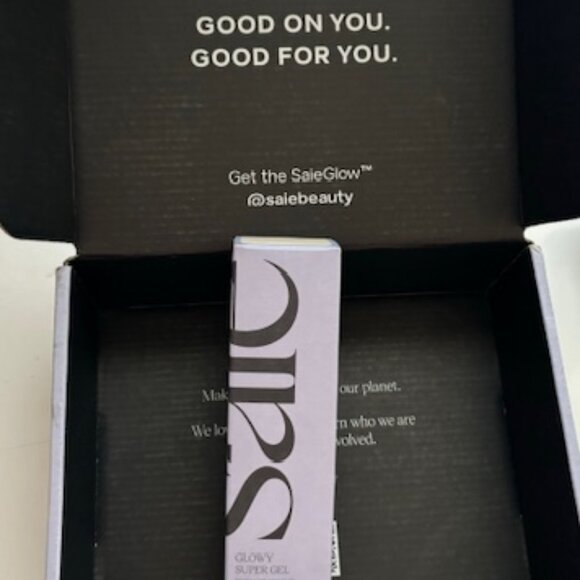 GOOD ON YOU.
GOOD FOR YOU.
Get the SaieGlow™
@saiebeauty
our planet.
We
who we are
Saie
GLOWY
SUPER GEL